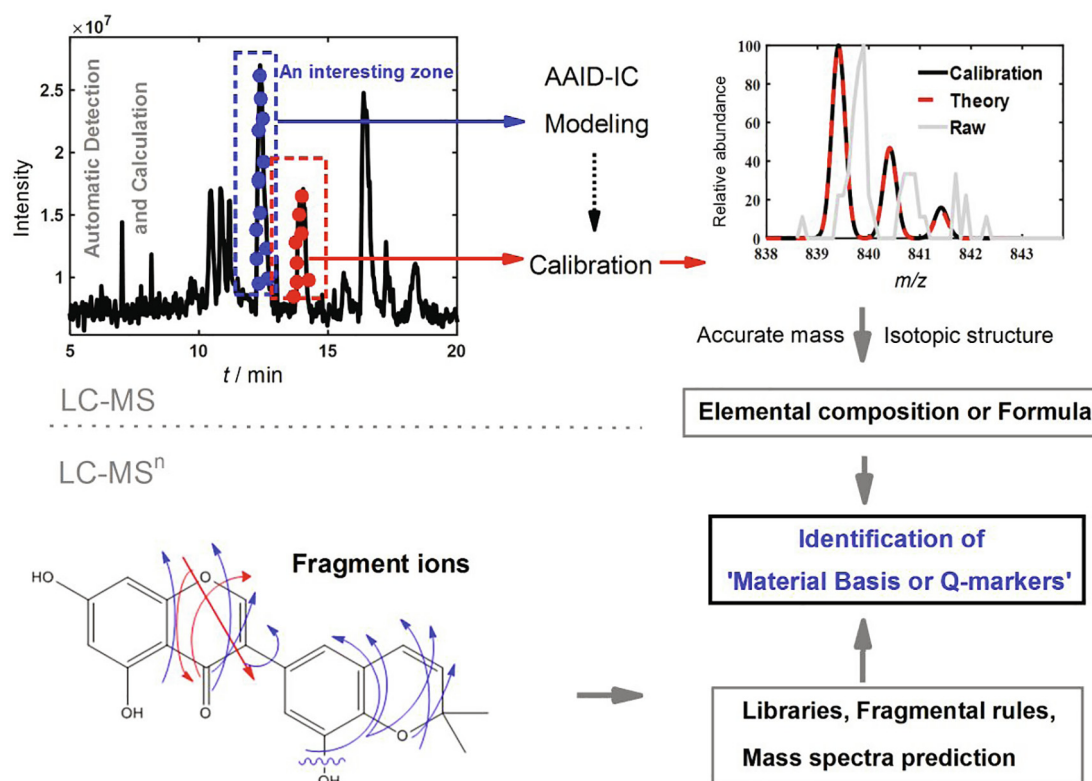 ×10⁷
2.5
2
1.5
1
Intensity
Automatic Detection
and Calculation
An interesting zone
5
10
15
20
t / min
LC-MS
AAID-IC
Modeling
Calibration
100
80
60
40
20
0
Relative abundance
Calibration
Theory
Raw
838
839
840
841
842
843
m/z
Accurate mass
Isotopic structure
Elemental composition or Formula
LC-MSⁿ
Fragment ions
HO
O
OH
O
O
OH
Identification of
'Material Basis or Q-markers'
Libraries, Fragmental rules,
Mass spectra prediction